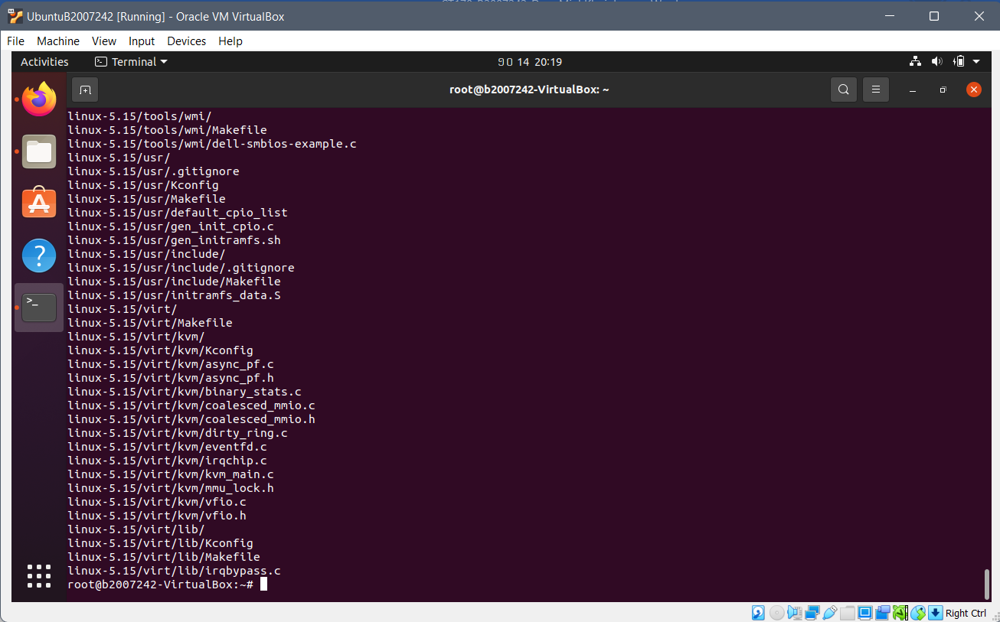 UbuntuB2007242 [Running] - Oracle VM VirtualBox
File Machine View Input Devices Help
Activities Terminal 14 20:19
root@b2007242-VirtualBox: ~
linux-5.15/tools/wmi/
linux-5.15/tools/wmi/Makefile
linux-5.15/tools/wmi/dell-smbios-example.c
linux-5.15/usr/
linux-5.15/usr/.gitignore
linux-5.15/usr/Kconfig
linux-5.15/usr/Makefile
linux-5.15/usr/default_cpio_list
linux-5.15/usr/gen_init_cpio.c
linux-5.15/usr/gen_initramfs.sh
linux-5.15/usr/include/
linux-5.15/usr/include/.gitignore
linux-5.15/usr/include/Makefile
linux-5.15/usr/initramfs_data.S
linux-5.15/virt/
linux-5.15/virt/Makefile
linux-5.15/virt/kvm/
linux-5.15/virt/kvm/Kconfig
linux-5.15/virt/kvm/async_pf.c
linux-5.15/virt/kvm/async_pf.h
linux-5.15/virt/kvm/binary_stats.c
linux-5.15/virt/kvm/coalesced_mmio.c
linux-5.15/virt/kvm/coalesced_mmio.h
linux-5.15/virt/kvm/dirty_ring.c
linux-5.15/virt/kvm/eventfd.c
linux-5.15/virt/kvm/irqchip.c
linux-5.15/virt/kvm/kvm_main.c
linux-5.15/virt/kvm/mmu_lock.h
linux-5.15/virt/kvm/vfio.c
linux-5.15/virt/kvm/vfio.h
linux-5.15/virt/lib/
linux-5.15/virt/lib/Kconfig
linux-5.15/virt/lib/Makefile
linux-5.15/virt/lib/irqbypass.c
root@b2007242-VirtualBox:~#
Right Ctrl